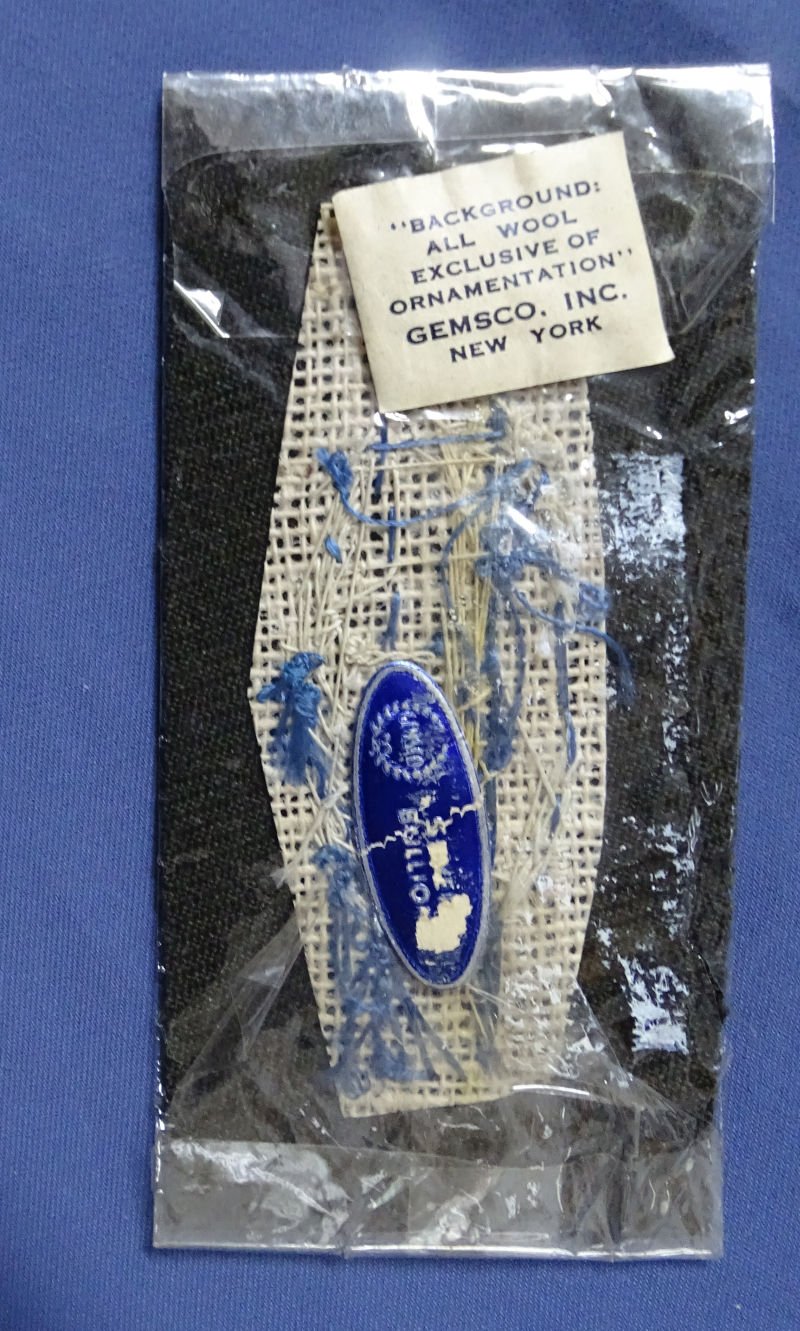 "BACKGROUND:
ALL WOOL
EXCLUSIVE OF
ORNAMENTATION"
GEMSCO, INC.
NEW YORK